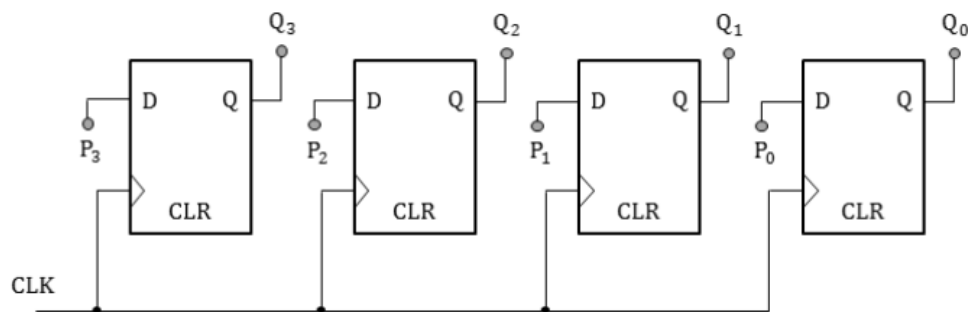 Q₃ Q₂ Q₁ Q₀
D Q D Q D Q D Q
P₃ P₂ P₁ P₀
CLR CLR CLR CLR
CLK